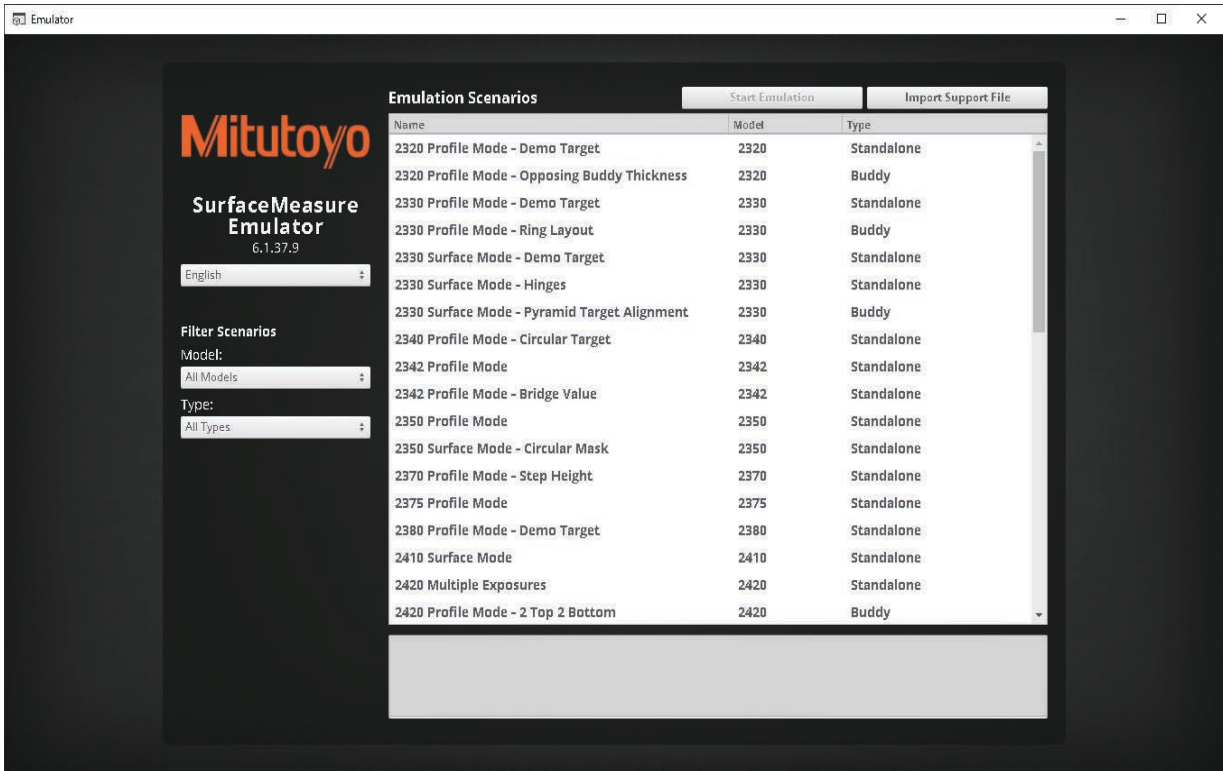 Emulator
Mitutoyo
SurfaceMeasure
Emulator
6.1.37.9
English
Filter Scenarios
Model:
All Models
Type:
All Types
Emulation Scenarios
Start Emulation
Import Support File
Name Model Type
2320 Profile Mode - Demo Target 2320 Standalone
2320 Profile Mode - Opposing Buddy Thickness 2320 Buddy
2330 Profile Mode - Demo Target 2330 Standalone
2330 Profile Mode - Ring Layout 2330 Buddy
2330 Surface Mode - Demo Target 2330 Standalone
2330 Surface Mode - Hinges 2330 Standalone
2330 Surface Mode - Pyramid Target Alignment 2330 Buddy
2340 Profile Mode - Circular Target 2340 Standalone
2342 Profile Mode 2342 Standalone
2342 Profile Mode - Bridge Value 2342 Standalone
2350 Profile Mode 2350 Standalone
2350 Surface Mode - Circular Mask 2350 Standalone
2370 Profile Mode - Step Height 2370 Standalone
2375 Profile Mode 2375 Standalone
2380 Profile Mode - Demo Target 2380 Standalone
2410 Surface Mode 2410 Standalone
2420 Multiple Exposures 2420 Standalone
2420 Profile Mode - 2 Top 2 Bottom 2420 Buddy